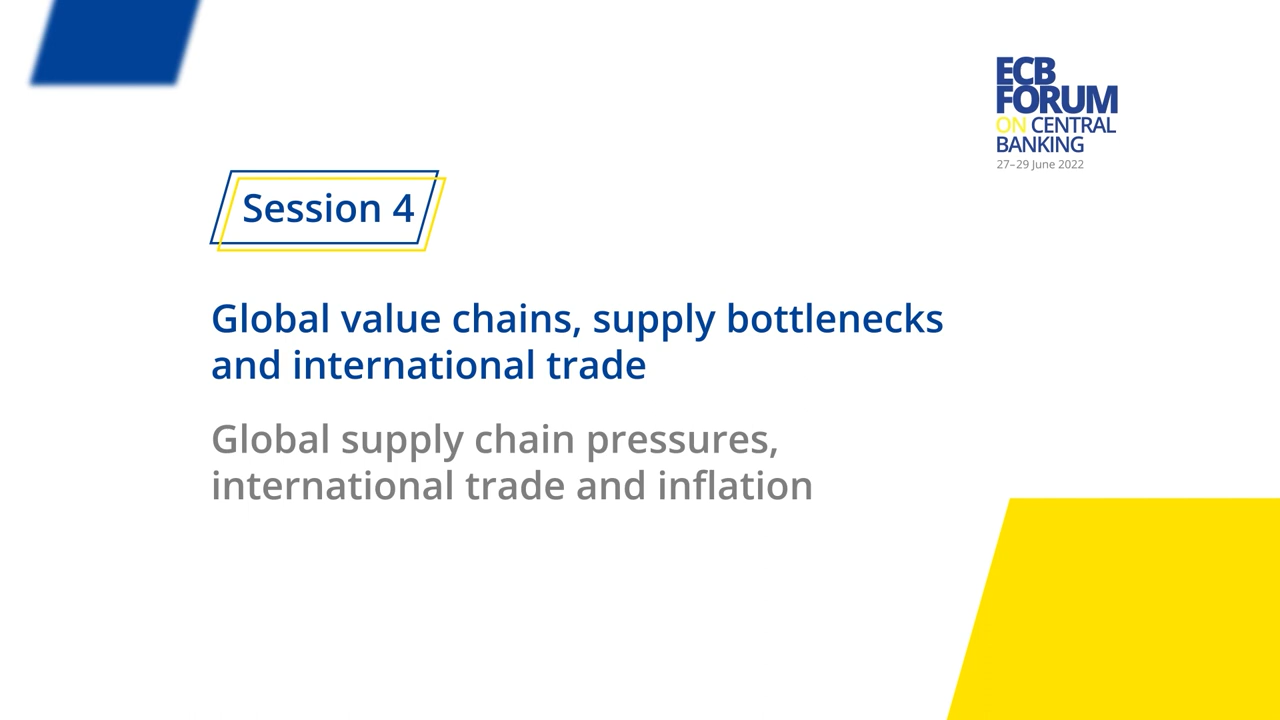 ECB
FORUM
ON CENTRAL
BANKING
27–29 June 2022
Session 4
Global value chains, supply bottlenecks
and international trade
Global supply chain pressures,
international trade and inflation